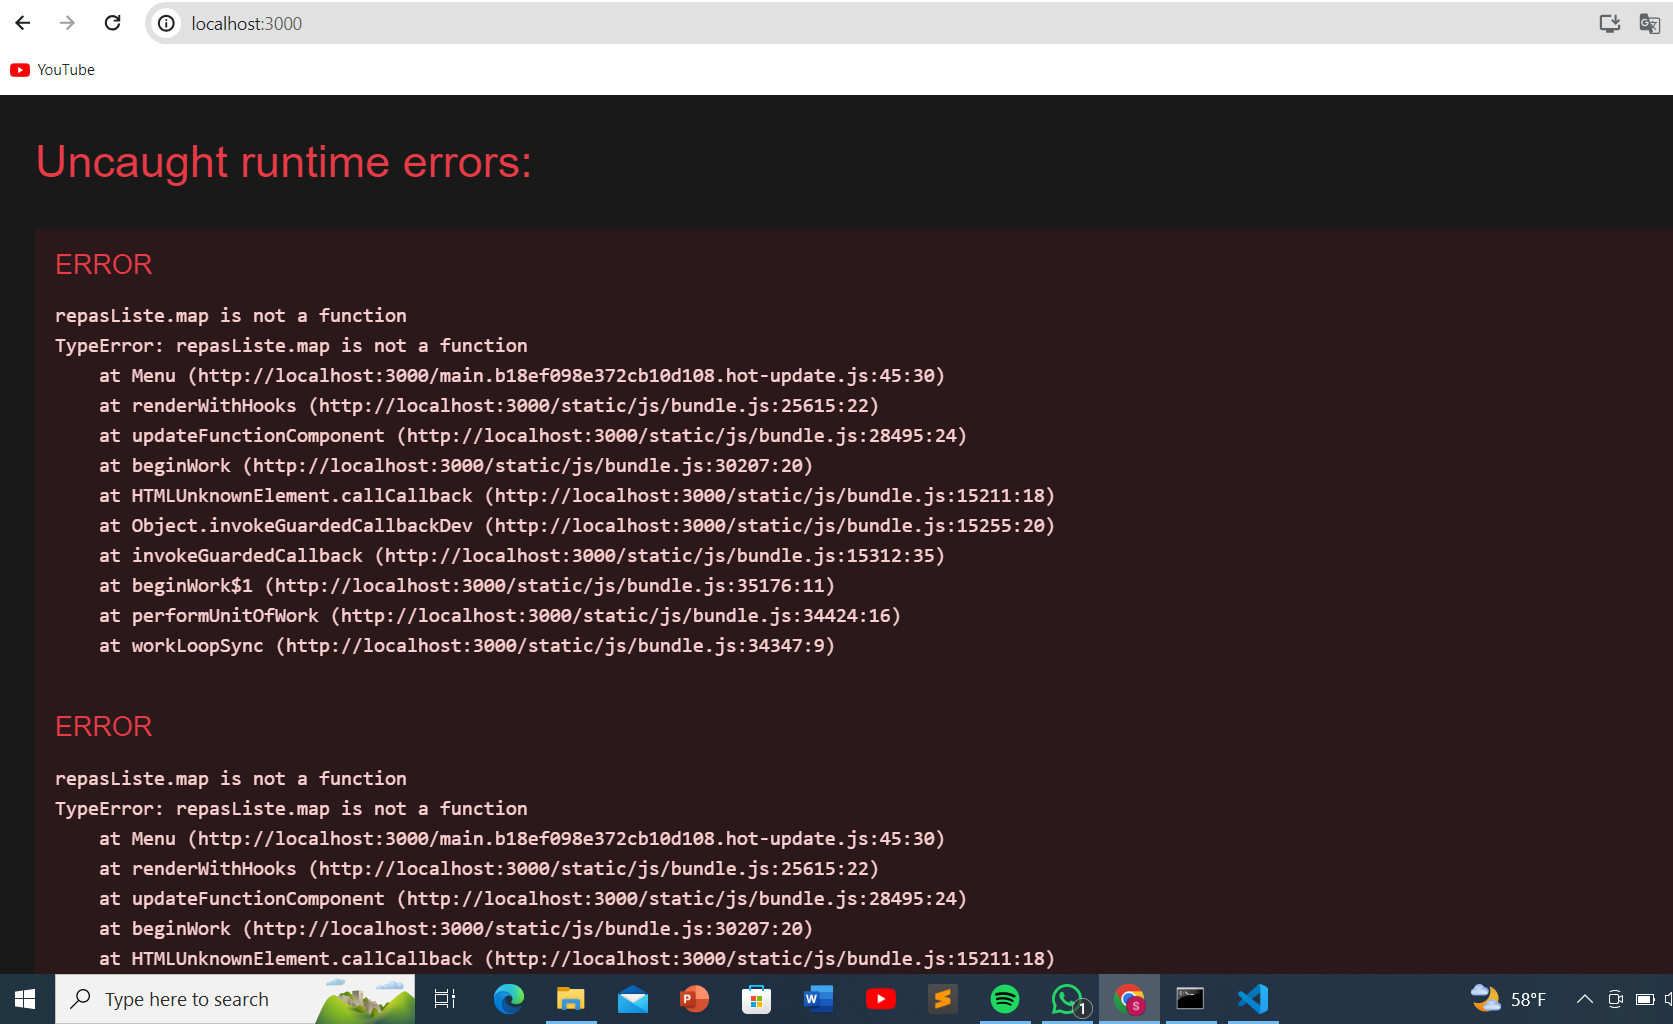 localhost:3000
YouTube
Uncaught runtime errors:
ERROR
repasListe.map is not a function
TypeError: repasListe.map is not a function
at Menu (http://localhost:3000/main.b18ef098e372cb10d108.hot-update.js:45:30)
at renderWithHooks (http://localhost:3000/static/js/bundle.js:25615:22)
at updateFunctionComponent (http://localhost:3000/static/js/bundle.js:28495:24)
at beginWork (http://localhost:3000/static/js/bundle.js:30207:20)
at HTMLUnknownElement.callCallback (http://localhost:3000/static/js/bundle.js:15211:18)
at Object.invokeGuardedCallbackDev (http://localhost:3000/static/js/bundle.js:15255:20)
at invokeGuardedCallback (http://localhost:3000/static/js/bundle.js:15312:35)
at beginWork$1 (http://localhost:3000/static/js/bundle.js:35176:11)
at performUnitOfWork (http://localhost:3000/static/js/bundle.js:34424:16)
at workLoopSync (http://localhost:3000/static/js/bundle.js:34347:9)
ERROR
repasListe.map is not a function
TypeError: repasListe.map is not a function
at Menu (http://localhost:3000/main.b18ef098e372cb10d108.hot-update.js:45:30)
at renderWithHooks (http://localhost:3000/static/js/bundle.js:25615:22)
at updateFunctionComponent (http://localhost:3000/static/js/bundle.js:28495:24)
at beginWork (http://localhost:3000/static/js/bundle.js:30207:20)
at HTMLUnknownElement.callCallback (http://localhost:3000/static/js/bundle.js:15211:18)
Type here to search
1
58°F